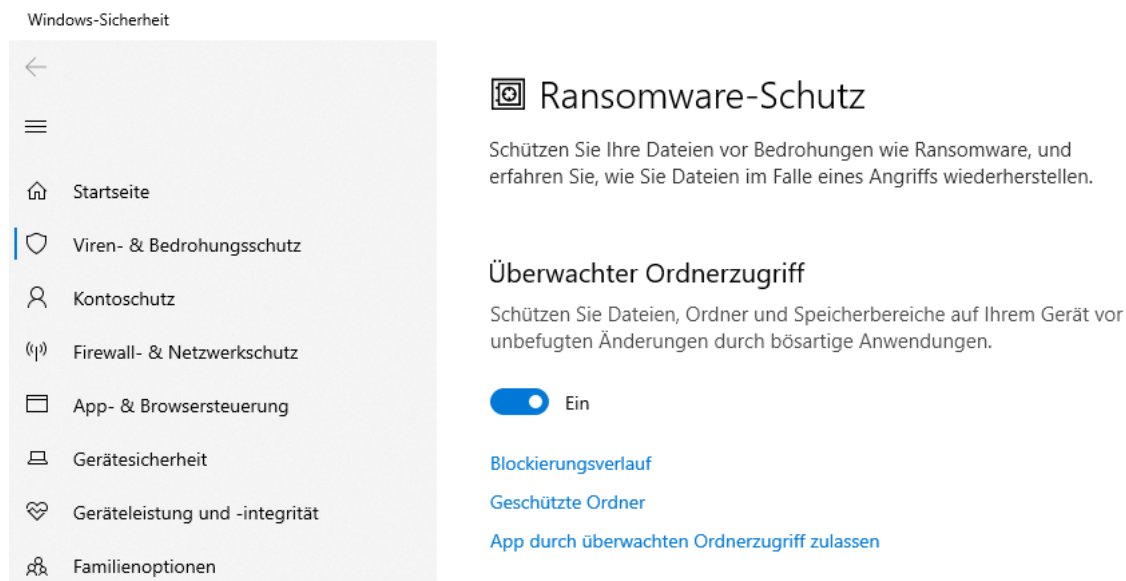 Windows-Sicherheit
Startseite
Viren- & Bedrohungsschutz
Kontoschutz
Firewall- & Netzwerkschutz
App- & Browsersteuerung
Gerätesicherheit
Geräteleistung und -integrität
Familienoptionen
Ransomware-Schutz
Schützen Sie Ihre Dateien vor Bedrohungen wie Ransomware, und
erfahren Sie, wie Sie Dateien im Falle eines Angriffs wiederherstellen.
Überwachter Ordnerzugriff
Schützen Sie Dateien, Ordner und Speicherbereiche auf Ihrem Gerät vor
unbefugten Änderungen durch bösartige Anwendungen.
Ein
Blockierungsverlauf
Geschützte Ordner
App durch überwachten Ordnerzugriff zulassen